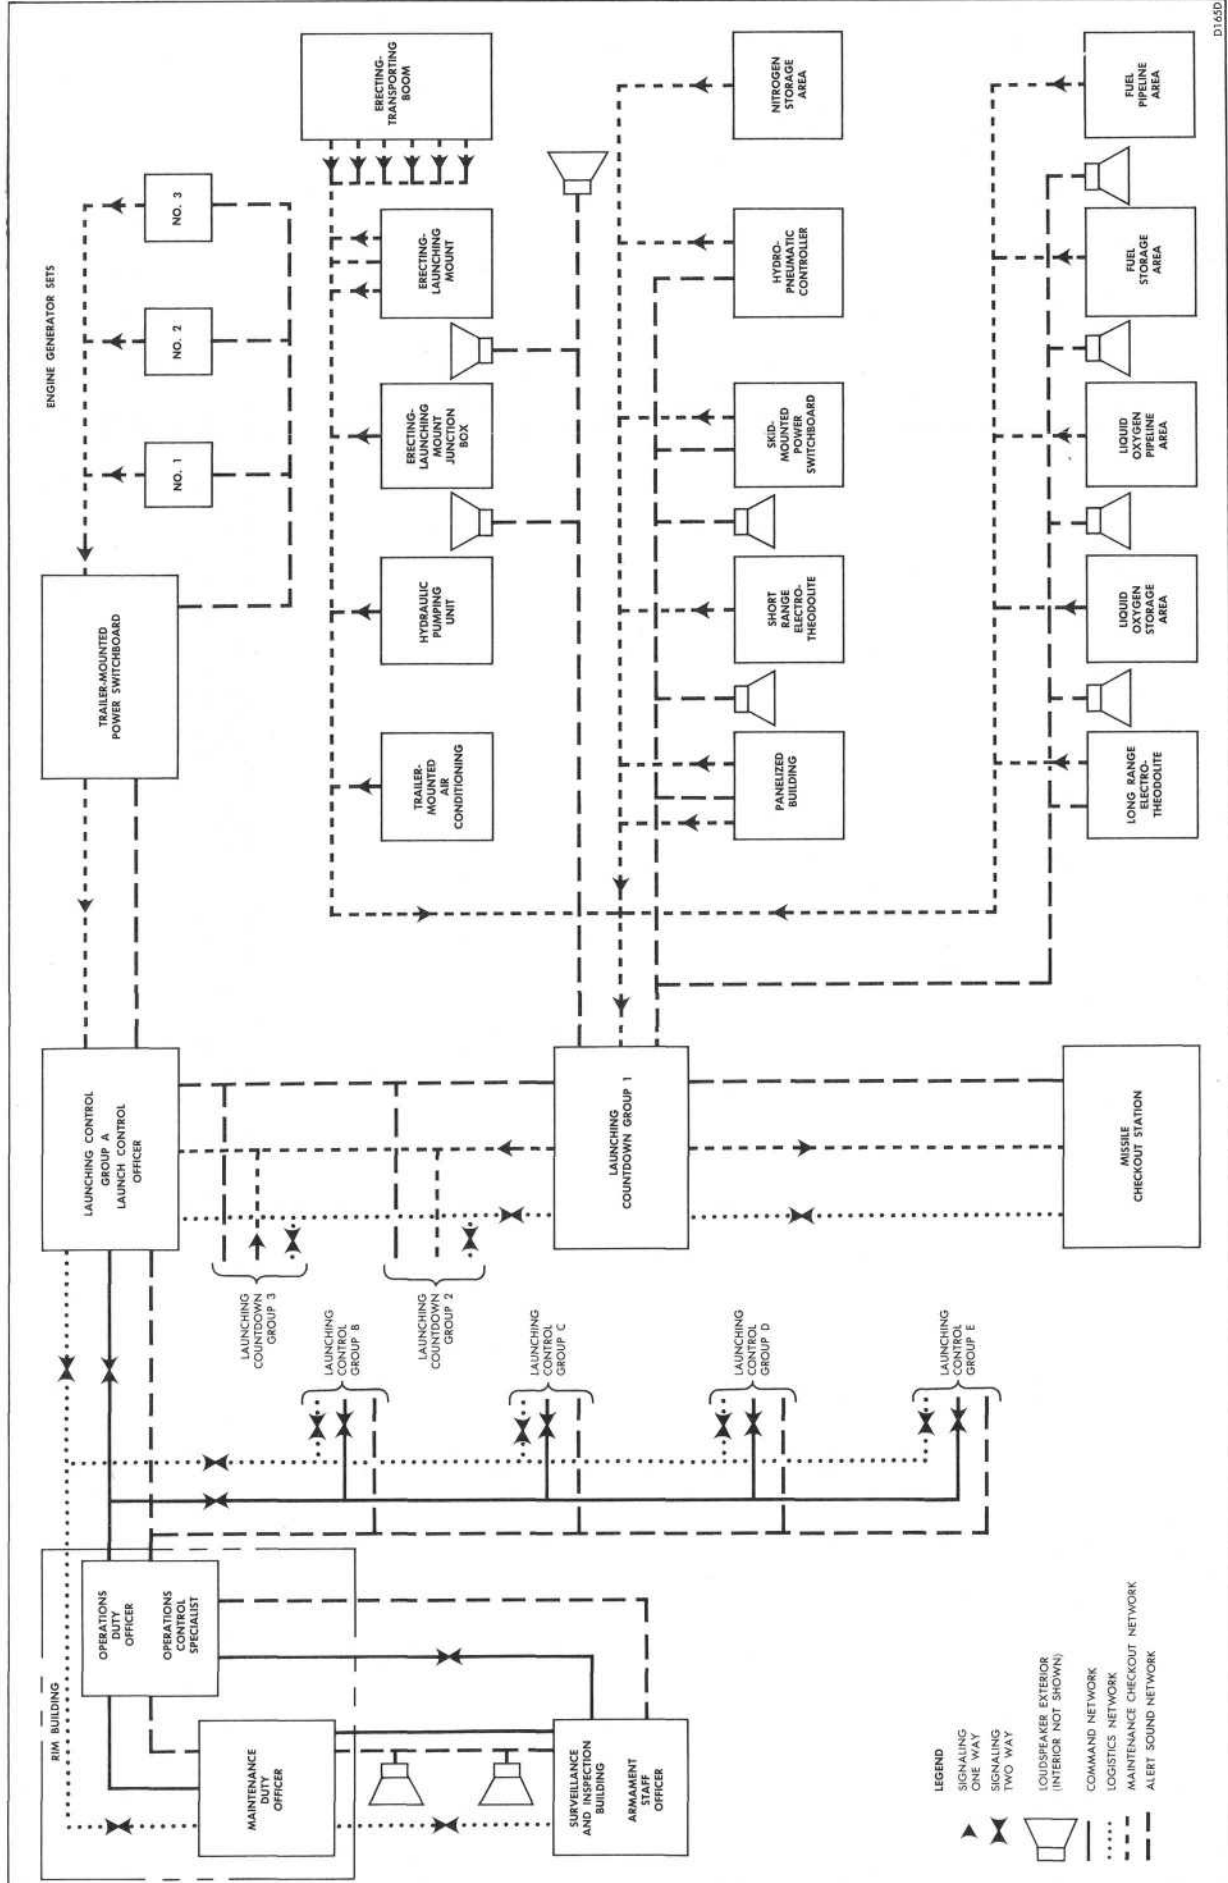 RIM BUILDING
OPERATIONS
DUTY
OFFICER
OPERATIONS
CONTROL
SPECIALIST
MAINTENANCE
DUTY
OFFICER
SURVEILLANCE
AND INSPECTION
BUILDING
ARMAMENT
STAFF
OFFICER
LEGEND
SIGNALING
ONE WAY
SIGNALING
TWO WAY
LOUDSPEAKER EXTERIOR
(INTERIOR NOT SHOWN)
COMMAND NETWORK
LOGISTICS NETWORK
MAINTENANCE CHECKOUT NETWORK
ALERT SOUND NETWORK
LAUNCHING CONTROL
GROUP A
LAUNCH CONTROL
OFFICER
LAUNCHING
COUNTDOWN
GROUP 3
LAUNCHING
CONTROL
GROUP B
LAUNCHING
COUNTDOWN
GROUP 2
LAUNCHING
CONTROL
GROUP C
LAUNCHING
CONTROL
GROUP D
LAUNCHING
CONTROL
GROUP E
LAUNCHING
COUNTDOWN GROUP 1
MISSILE
CHECKOUT STATION
TRAILER-MOUNTED
POWER SWITCHBOARD
ENGINE GENERATOR SETS
NO. 1
NO. 2
NO. 3
TRAILER-
MOUNTED
AIR
CONDITIONING
HYDRAULIC
PUMPING
UNIT
ERECTING-
LAUNCHING
MOUNT
JUNCTION
BOX
ERECTING-
LAUNCHING
MOUNT
ERECTING-
TRANSPORTING
BOOM
PANELIZED
BUILDING
SHORT
RANGE
ELECTRO-
THEODOLITE
SKID-
MOUNTED
POWER
SWITCHBOARD
HYDRO-
PNEUMATIC
CONTROLLER
NITROGEN
STORAGE
AREA
LONG RANGE
ELECTRO-
THEODOLITE
LIQUID
OXYGEN
STORAGE
AREA
LIQUID
OXYGEN
PIPELINE
AREA
FUEL
STORAGE
AREA
FUEL
PIPELINE
AREA
D165D